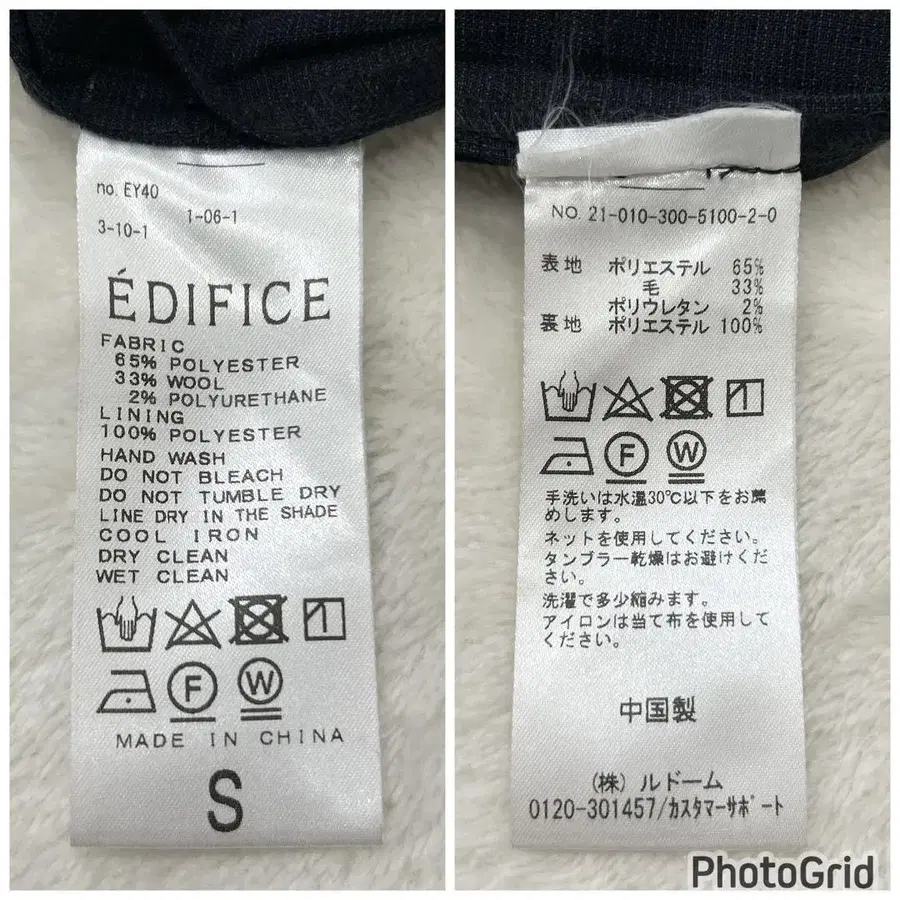 no. EY40
1-06-1
3-10-1
ÉDIFICE
FABRIC
65% POLYESTER
33% WOOL
2% POLYURETHANE
LINING
100% POLYESTER
HAND WASH
DO NOT BLEACH
DO NOT TUMBLE DRY
LINE DRY IN THE SHADE
COOL IRON
DRY CLEAN
WET CLEAN
F W
MADE IN CHINA
S
NO. 21-010-300-5100-2-0
表地 ポリエステル 65%
毛 33%
ポリウレタン 2%
裏地 ポリエステル 100%
F W
手洗いは水温30℃以下をお薦
めします。
ネットを使用してください。
タンブラー乾燥はお避けくだ
さい。
洗濯で多少縮みます。
アイロンは当て布を使用して
ください。
中国製
(株) ルドーム
0120-301457/カスタマーサポート
PhotoGrid